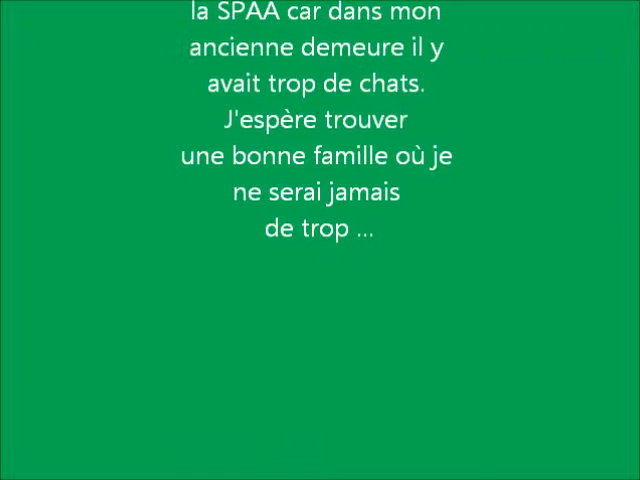 la SPAA car dans mon
ancienne demeure il y
avait trop de chats.
J'espère trouver
une bonne famille où je
ne serai jamais
de trop ...